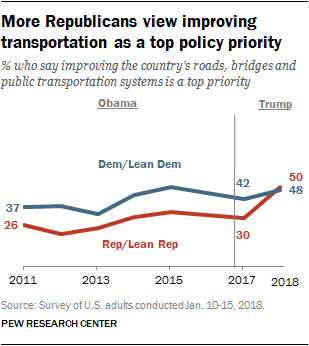 More Republicans view improving
transportation as a top policy priority
% who say improving the country's roads, bridges and
public transportation systems is a top priority
Obama
Trump
Dem/Lean Dem
42
50
48
37
26
30
Rep/Lean Rep
2011
2013
2015
2017
2018
Source: Survey of U.S. adults conducted Jan. 10-15, 2018.
PEW RESEARCH CENTER